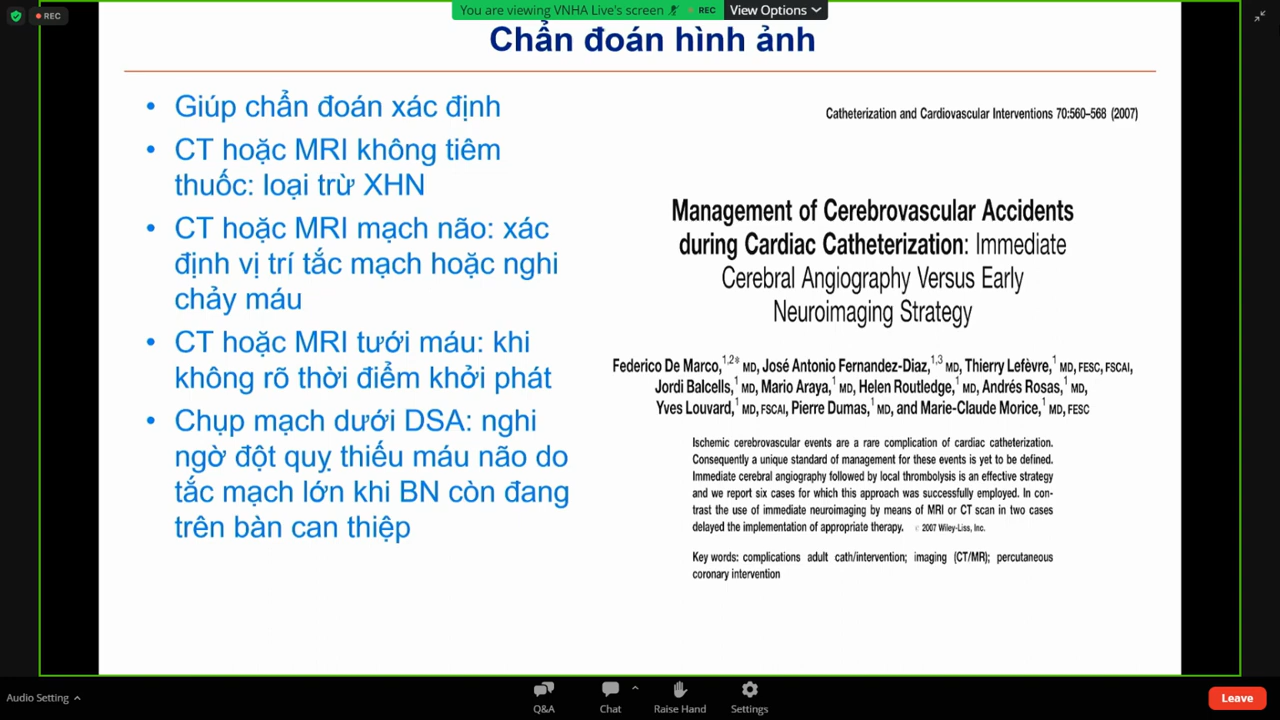 You are viewing VNHA Live's screen
REC
View Options
REC
Chẩn đoán hình ảnh
• Giúp chẩn đoán xác định
• CT hoặc MRI không tiêm
thuốc: loại trừ XHN
• CT hoặc MRI mạch não: xác
định vị trí tắc mạch hoặc nghi
chảy máu
• CT hoặc MRI tưới máu: khi
không rõ thời điểm khởi phát
• Chụp mạch dưới DSA: nghi
ngờ đột quỵ thiếu máu não do
tắc mạch lớn khi BN còn đang
trên bàn can thiệp
Catheterization and Cardiovascular Interventions 70:560–568 (2007)
Management of Cerebrovascular Accidents
during Cardiac Catheterization: Immediate
Cerebral Angiography Versus Early
Neuroimaging Strategy
Federico De Marco,1,2* MD, José Antonio Fernandez-Diaz,1,3 MD, Thierry Lefèvre,1 MD, FESC, FSCAI,
Jordi Balcells,1 MD, Mario Araya,1 MD, Helen Routledge,1 MD, Andrés Rosas,1 MD,
Yves Louvard,1 MD, FSCAI, Pierre Dumas,1 MD, and Marie-Claude Morice,1 MD, FESC
Ischemic cerebrovascular events are a rare complication of cardiac catheterization.
Consequently a unique standard of management for these events is yet to be defined.
Immediate cerebral angiography followed by local thrombolysis is an effective strategy
and we report six cases for which this approach was successfully employed. In con-
trast the use of immediate neuroimaging by means of MRI or CT scan in two cases
delayed the implementation of appropriate therapy. © 2007 Wiley-Liss, Inc.
Key words: complications adult cath/intervention; imaging (CT/MR); percutaneous
coronary intervention
Audio Setting
Q&A
Chat
Raise Hand
Settings
Leave